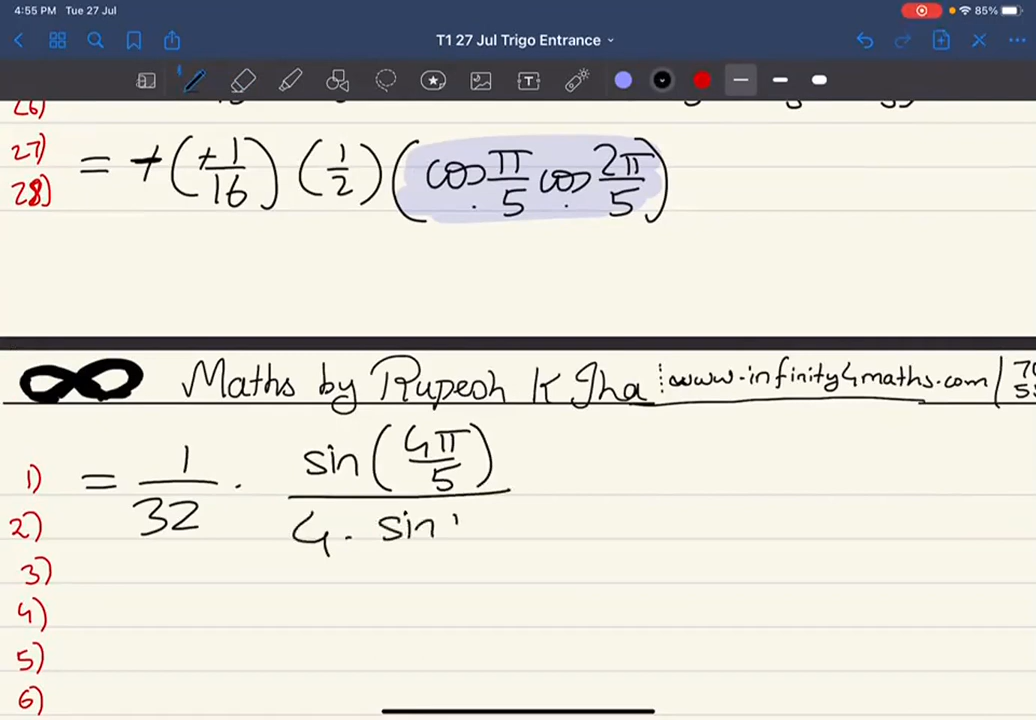 4:55 PM Tue 27 Jul 85%
T1 27 Jul Trigo Entrance
26)
27)
28)
= + (+1/16) (1/2) (cos π/5 cos 2π/5)
∞ Maths by Rupesh K Jha www.infinity4maths.com
1) = 1/32 . sin(4π/5) / 4. sin
2)
3)
4)
5)
6)